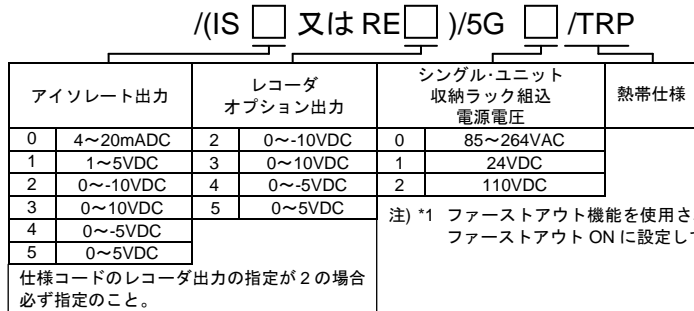 /(IS □ 又は RE□ )/5G □ /TRP
アイソレート出力
レコーダ
オプション出力
シングル・ユニット
収納ラック組込
電源電圧
熱帯仕様
0 4～20mADC 2 0～-10VDC 0 85～264VAC
1 1～5VDC 3 0～10VDC 1 24VDC
2 0～-10VDC 4 0～-5VDC 2 110VDC
3 0～10VDC 5 0～5VDC
4 0～-5VDC
5 0～5VDC
注) *1 ファーストアウト機能を使用さ
ファーストアウト ON に設定し
仕様コードのレコーダ出力の指定が 2 の場合
必ず指定のこと。